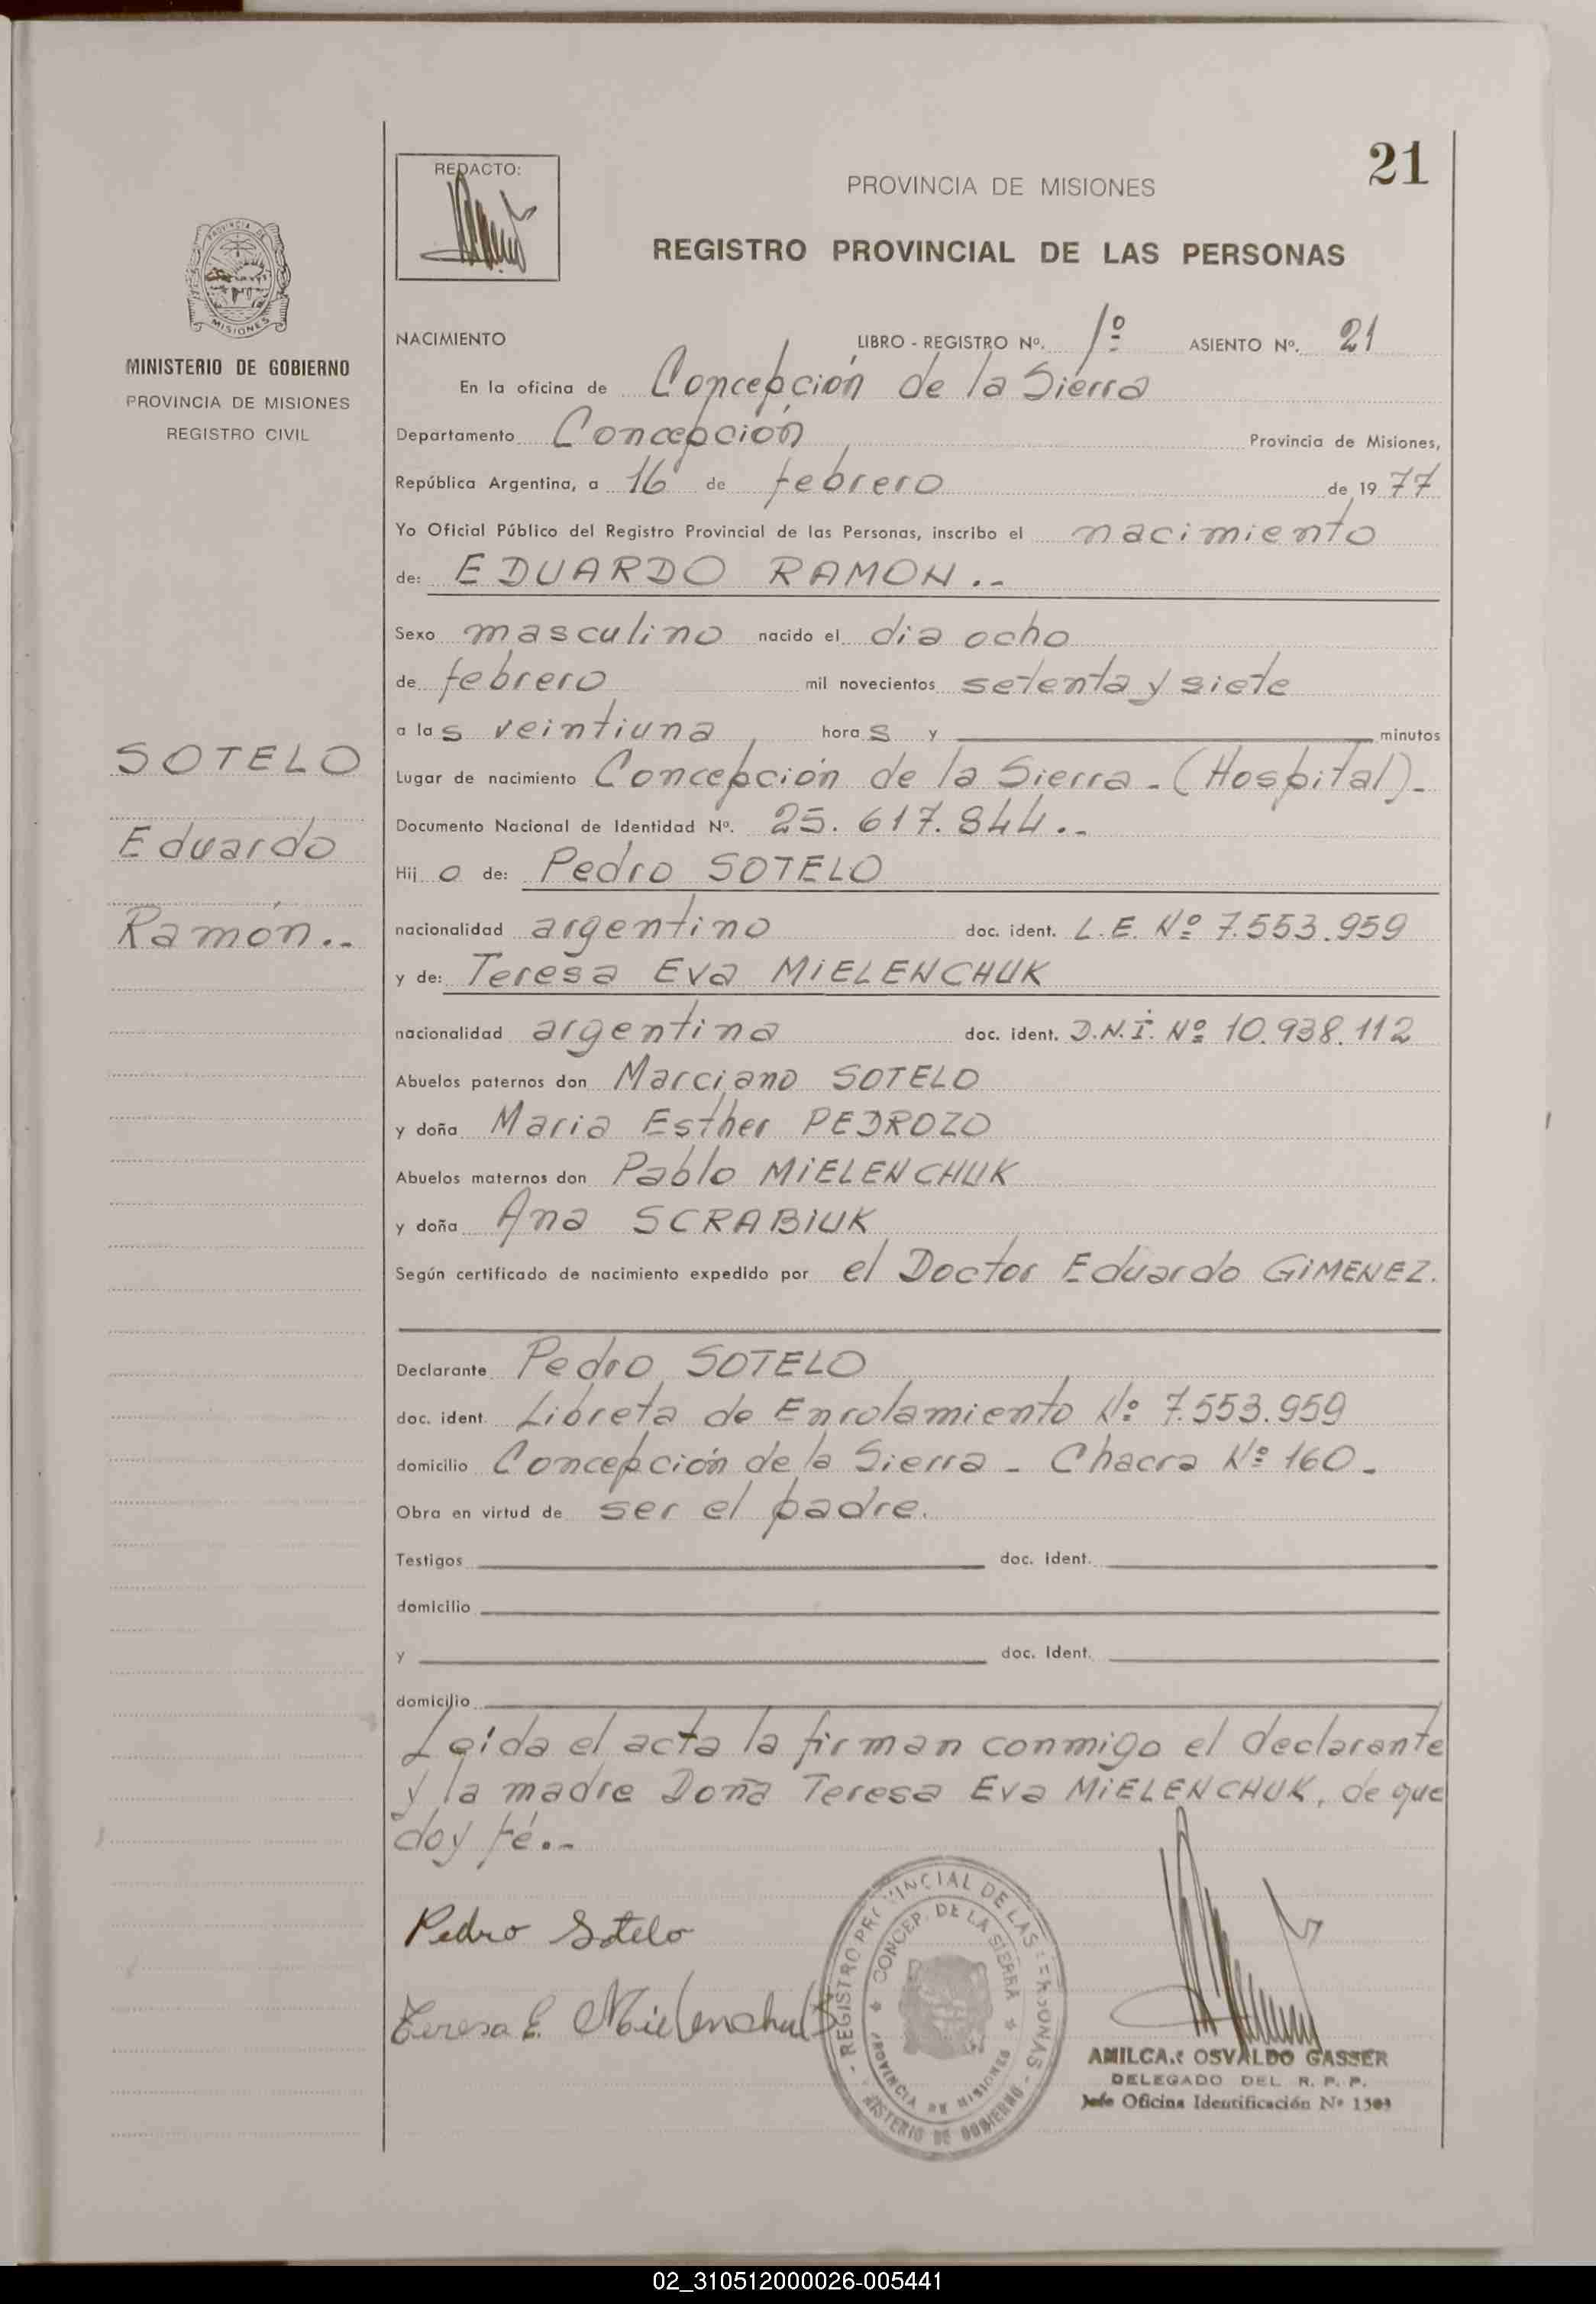 21
REDACTO:
PROVINCIA DE MISIONES
REGISTRO PROVINCIAL DE LAS PERSONAS
PROVINCIA DE
MISIONES
MINISTERIO DE GOBIERNO
PROVINCIA DE MISIONES
REGISTRO CIVIL
NACIMIENTO LIBRO - REGISTRO Nº. 1º ASIENTO Nº. 21
En la oficina de Concepción de la Sierra
Departamento Concepción Provincia de Misiones,
República Argentina, a 16 de febrero de 1977
Yo Oficial Público del Registro Provincial de las Personas, inscribo el nacimiento
de: EDUARDO RAMON.-
Sexo masculino nacido el dia ocho
de febrero mil novecientos setenta y siete
a las veintiuna horas y minutos
Lugar de nacimiento Concepción de la Sierra - (Hospital).-
Documento Nacional de Identidad Nº. 25.617.844.-
Hijo de: Pedro SOTELO
nacionalidad argentino doc. ident. L.E. Nº 7.553.959
y de: Teresa Eva MiELENCHUK
nacionalidad argentina doc. ident. D.N.I. Nº 10.938.112
Abuelos paternos don Marciano SOTELO
y doña Maria Esther PEDROZO
Abuelos maternos don Pablo MiELENCHUK
y doña Ana SCRABIUK
Según certificado de nacimiento expedido por el Doctor Eduardo GiMENEZ.
Declarante Pedro SOTELO
doc. ident. Libreta de Enrolamiento Nº 7.553.959
domicilio Concepción de la Sierra - Chacra Nº 160.-
Obra en virtud de ser el padre.
Testigos doc. ident.
domicilio
y doc. ident.
domicilio
Leída el acta la firman conmigo el declarante
y la madre Doña Teresa Eva MiELENCHUK, de que
doy fé.-
SOTELO
Eduardo
Ramón.-
Pedro Sotelo
Teresa E. Mielenchuk
- REGISTRO PROVINCIAL DE LAS PERSONAS -
CONCEP. DE LA SIERRA
PROVINCIA DE MISIONES
MINISTERIO DE GOBIERNO
AMILCAR OSVALDO GASSER
DELEGADO DEL R. P. P.
Jefe Oficina Identificación Nº 1503
02_310512000026-005441